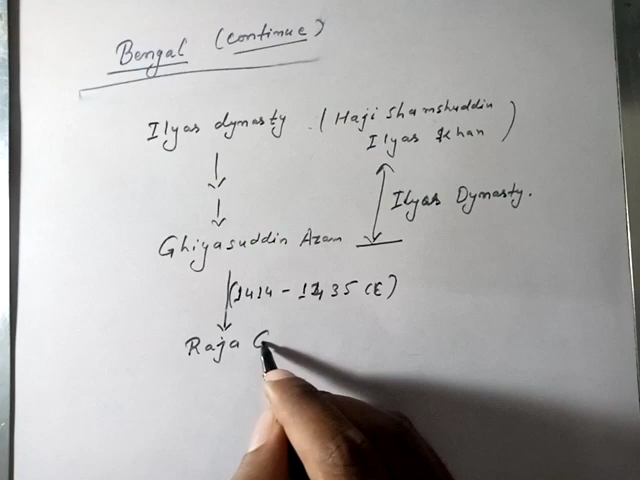 Bengal (continue)
Ilyas dynasty . (Haji Shamshuddin
Ilyas Khan)
Ilyas Dynasty.
Ghiyasuddin Azam
(1414 - 1435 CE)
Raja G